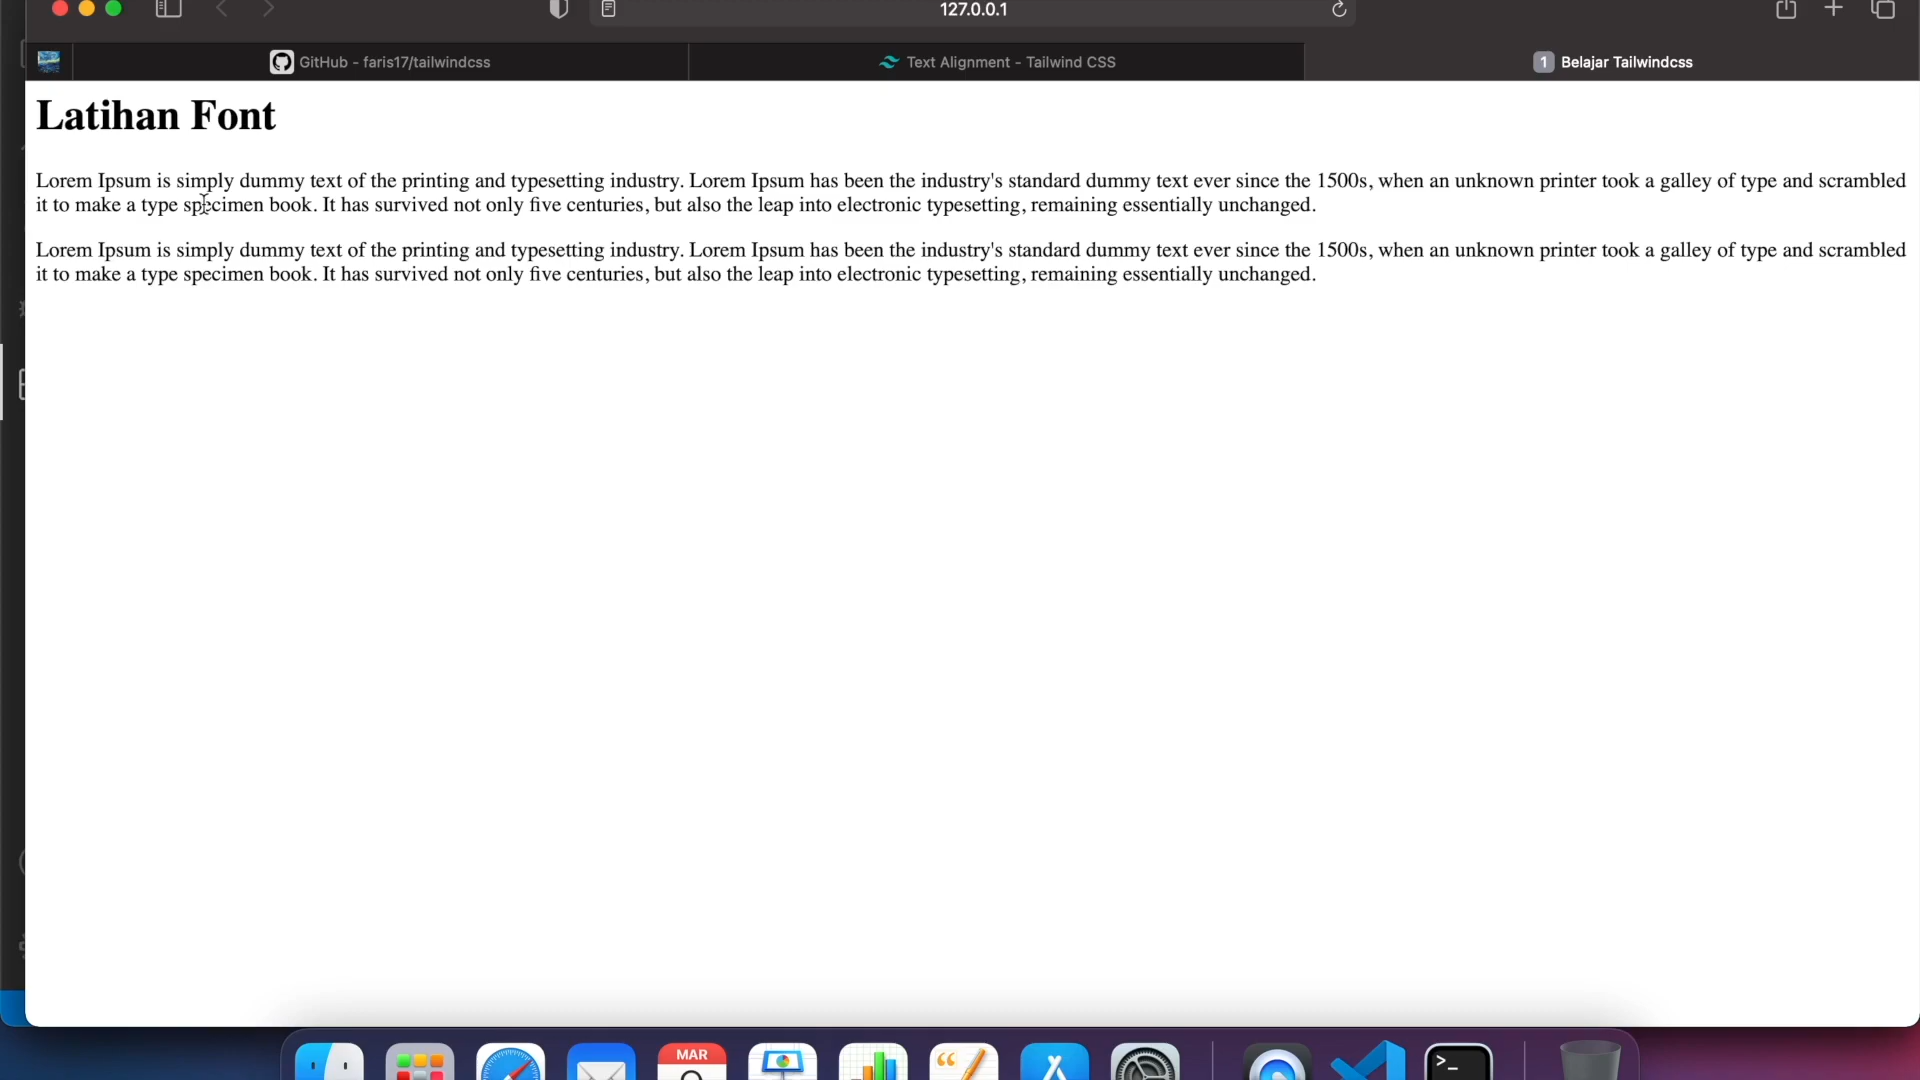 127.0.0.1
GitHub - faris17/tailwindcss
Text Alignment - Tailwind CSS
1 Belajar Tailwindcss
Latihan Font
Lorem Ipsum is simply dummy text of the printing and typesetting industry. Lorem Ipsum has been the industry's standard dummy text ever since the 1500s, when an unknown printer took a galley of type and scrambled
it to make a type specimen book. It has survived not only five centuries, but also the leap into electronic typesetting, remaining essentially unchanged.
Lorem Ipsum is simply dummy text of the printing and typesetting industry. Lorem Ipsum has been the industry's standard dummy text ever since the 1500s, when an unknown printer took a galley of type and scrambled
it to make a type specimen book. It has survived not only five centuries, but also the leap into electronic typesetting, remaining essentially unchanged.
MAR